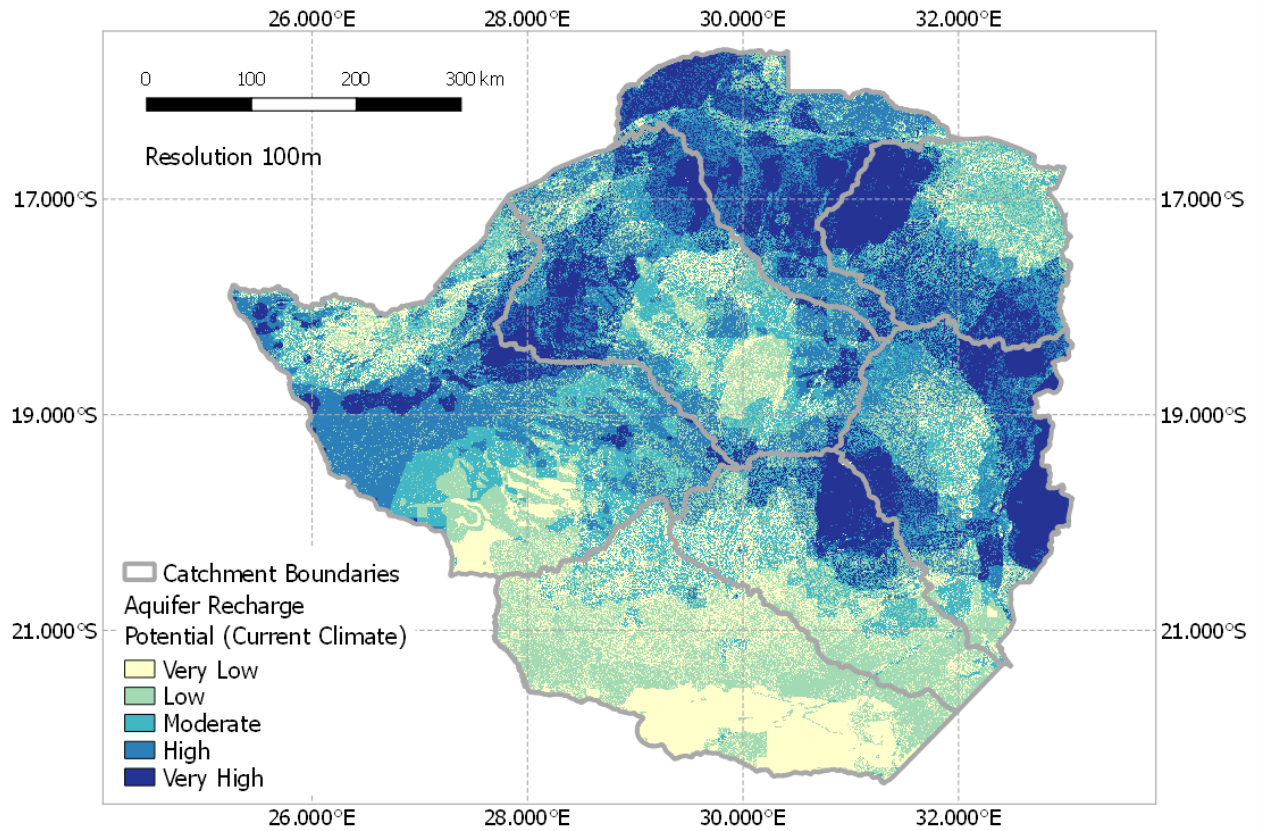 26.000°E 28.000°E 30.000°E 32.000°E
0 100 200 300 km
Resolution 100m
17.000°S 17.000°S
19.000°S 19.000°S
Catchment Boundaries
Aquifer Recharge
Potential (Current Climate)
21.000°S 21.000°S
Very Low
Low
Moderate
High
Very High
26.000°E 28.000°E 30.000°E 32.000°E